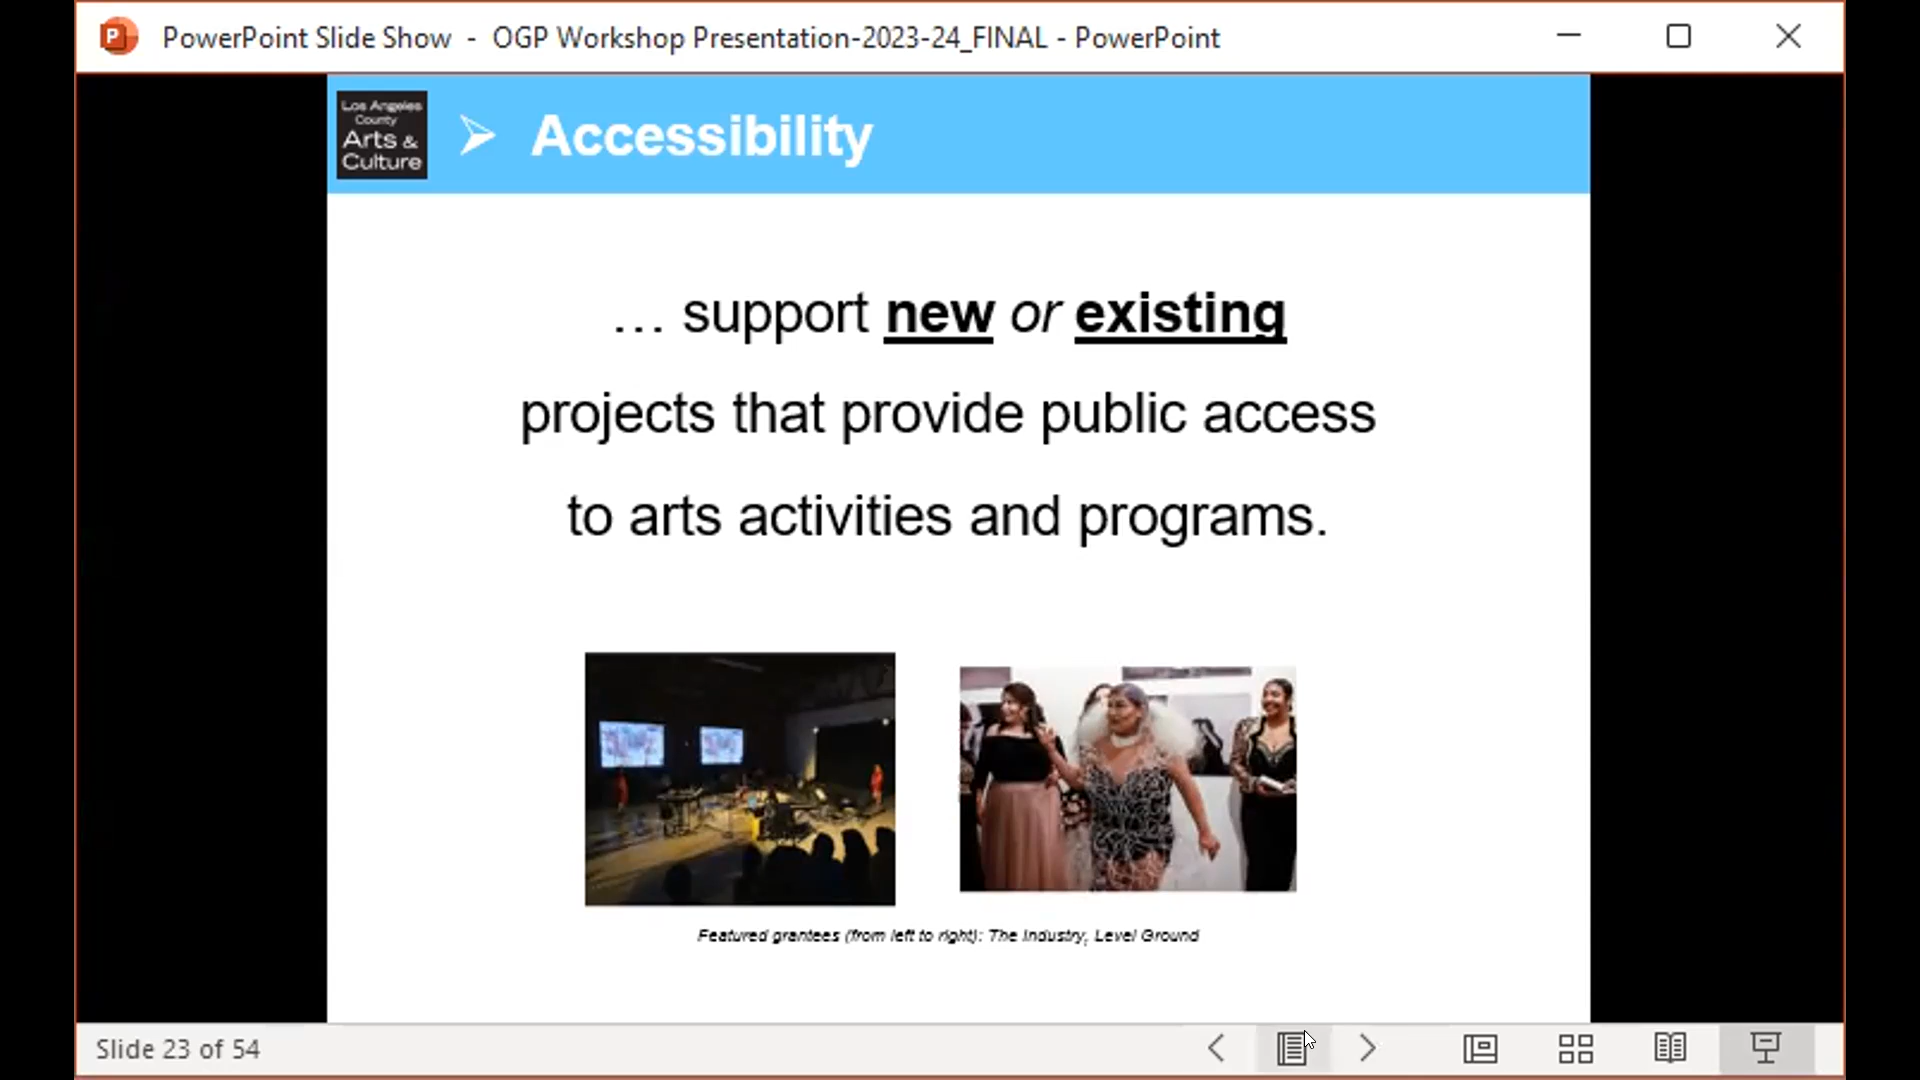 PowerPoint Slide Show - OGP Workshop Presentation-2023-24_FINAL - PowerPoint
Los Angeles
County
Arts &
Culture
Accessibility
… support new or existing
projects that provide public access
to arts activities and programs.
Featured grantees (from left to right): The Industry, Level Ground
Slide 23 of 54